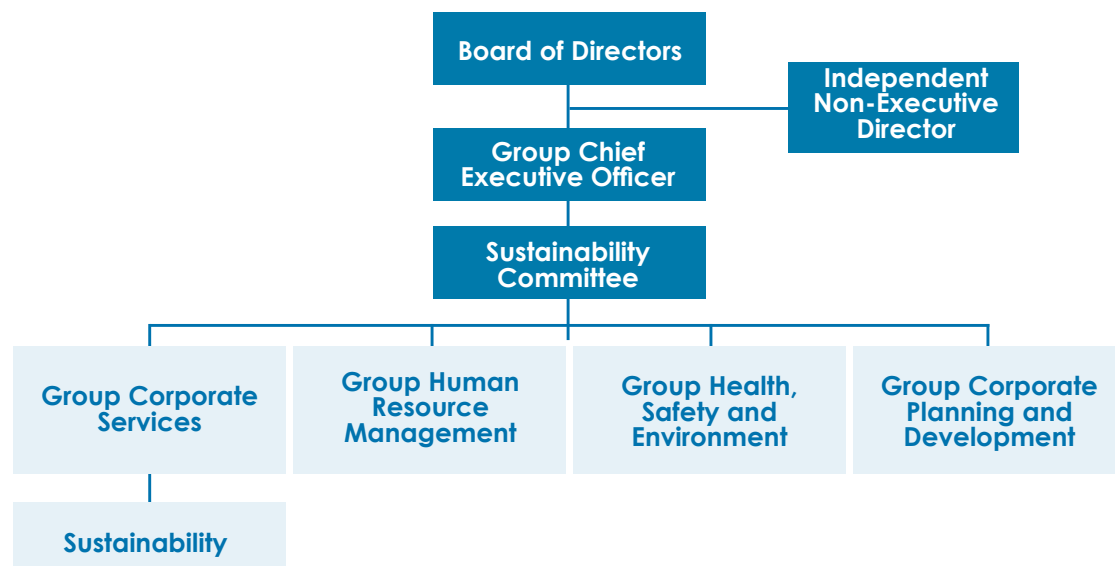 Board of Directors
Independent
Non-Executive
Director
Group Chief
Executive Officer
Sustainability
Committee
Group Corporate
Services
Group Human
Resource
Management
Group Health,
Safety and
Environment
Group Corporate
Planning and
Development
Sustainability